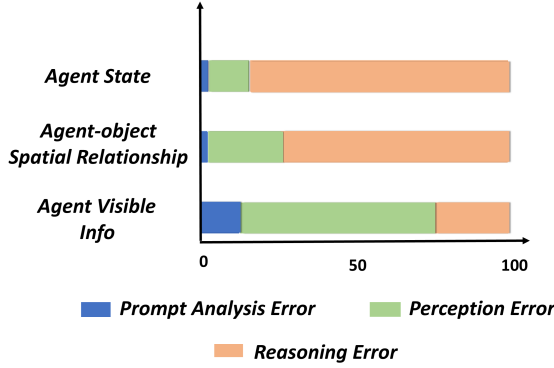 Agent State
Agent-object
Spatial Relationship
Agent Visible
Info
0 50 100
Prompt Analysis Error Perception Error
Reasoning Error